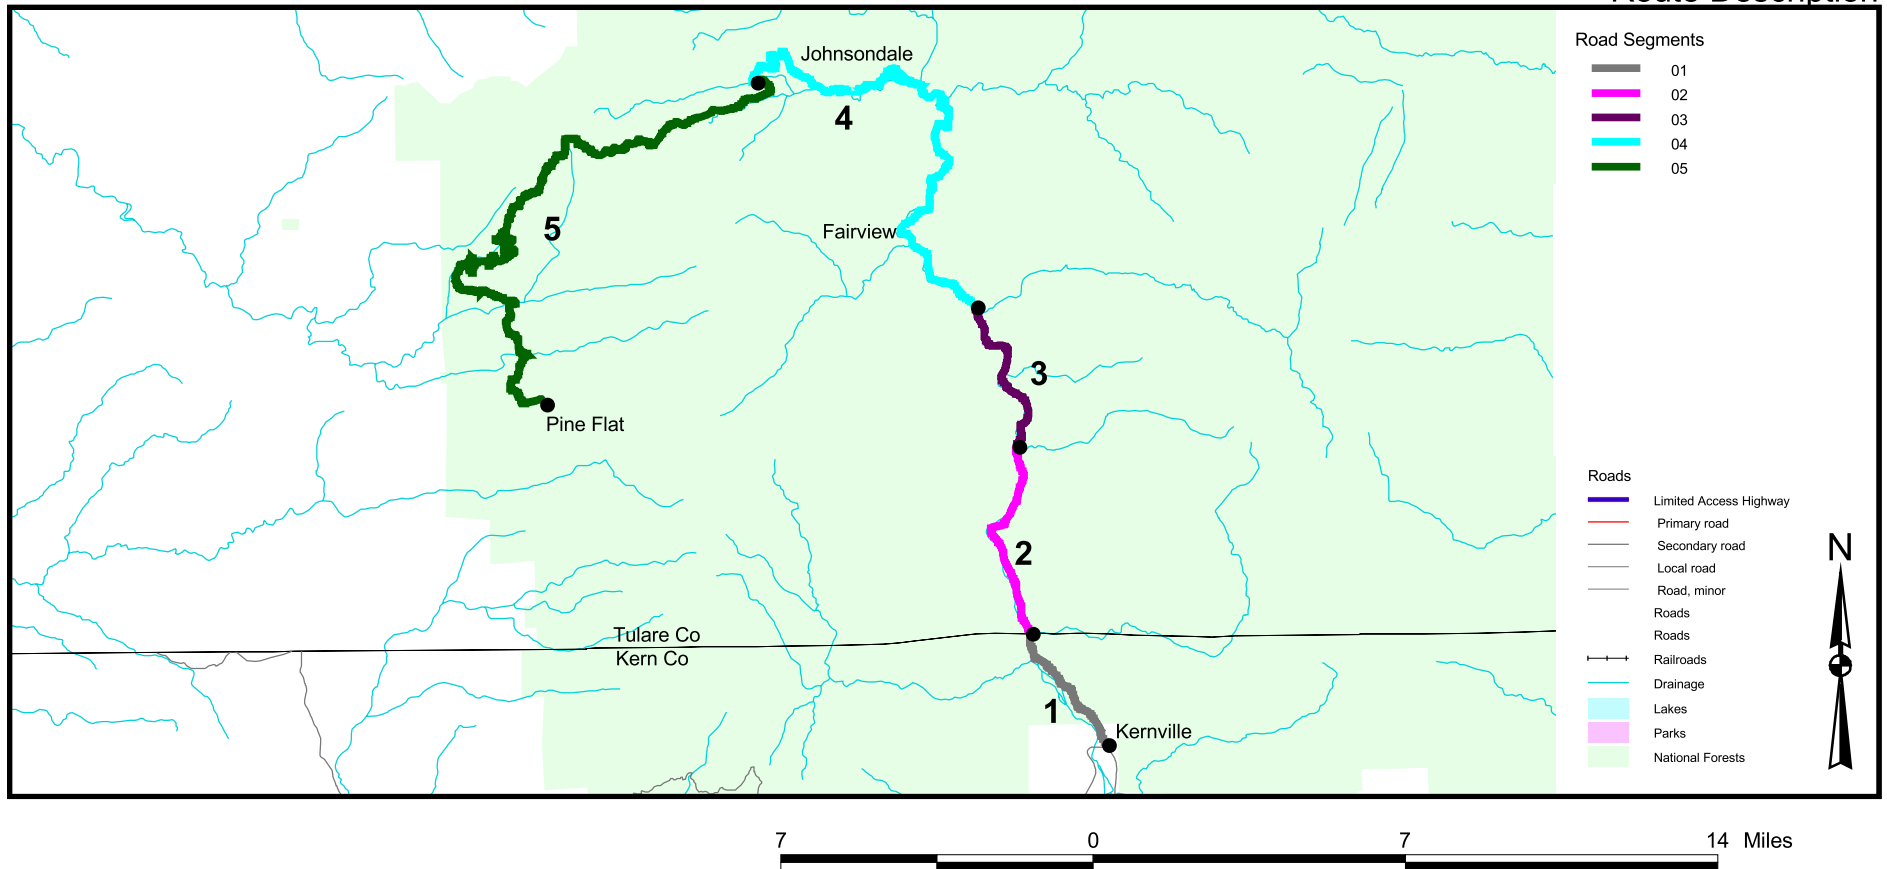 Route Description
Johnsondale
4
5
Fairview
3
Pine Flat
2
Tulare Co
Kern Co
1
Kernville
Road Segments
01
02
03
04
05
Roads
Limited Access Highway
Primary road
Secondary road
Local road
Road, minor
Roads
Roads
Railroads
Drainage
Lakes
Parks
National Forests
N
7 0 7 14 Miles